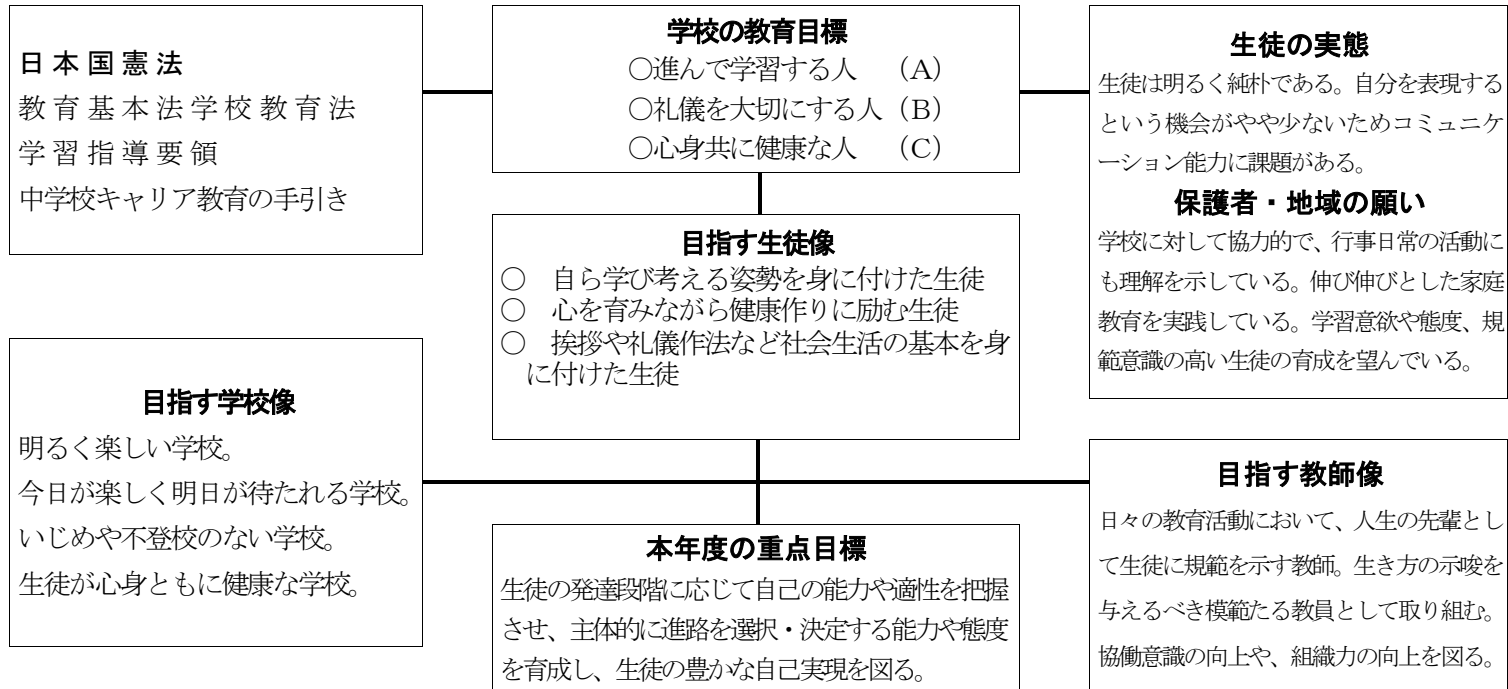 日本国憲法
教育基本法学校教育法
学習指導要領
中学校キャリア教育の手引き
学校の教育目標
○進んで学習する人 (A)
○礼儀を大切にする人 (B)
○心身共に健康な人 (C)
生徒の実態
生徒は明るく純朴である。自分を表現する
という機会がやや少ないためコミュニケ
ーション能力に課題がある。
保護者・地域の願い
学校に対して協力的で、行事日常の活動に
も理解を示している。伸び伸びとした家庭
教育を実践している。学習意欲や態度、規
範意識の高い生徒の育成を望んでいる。
目指す生徒像
○ 自ら学び考える姿勢を身に付けた生徒
○ 心を育みながら健康作りに励む生徒
○ 挨拶や礼儀作法など社会生活の基本を身
に付けた生徒
目指す学校像
明るく楽しい学校。
今日が楽しく明日が待たれる学校。
いじめや不登校のない学校。
生徒が心身ともに健康な学校。
本年度の重点目標
生徒の発達段階に応じて自己の能力や適性を把握
させ、主体的に進路を選択・決定する能力や態度
を育成し、生徒の豊かな自己実現を図る。
目指す教師像
日々の教育活動において、人生の先輩とし
て生徒に規範を示す教師。生き方の示唆を
与えるべき模範たる教員として取り組む。
協働意識の向上や、組織力の向上を図る。